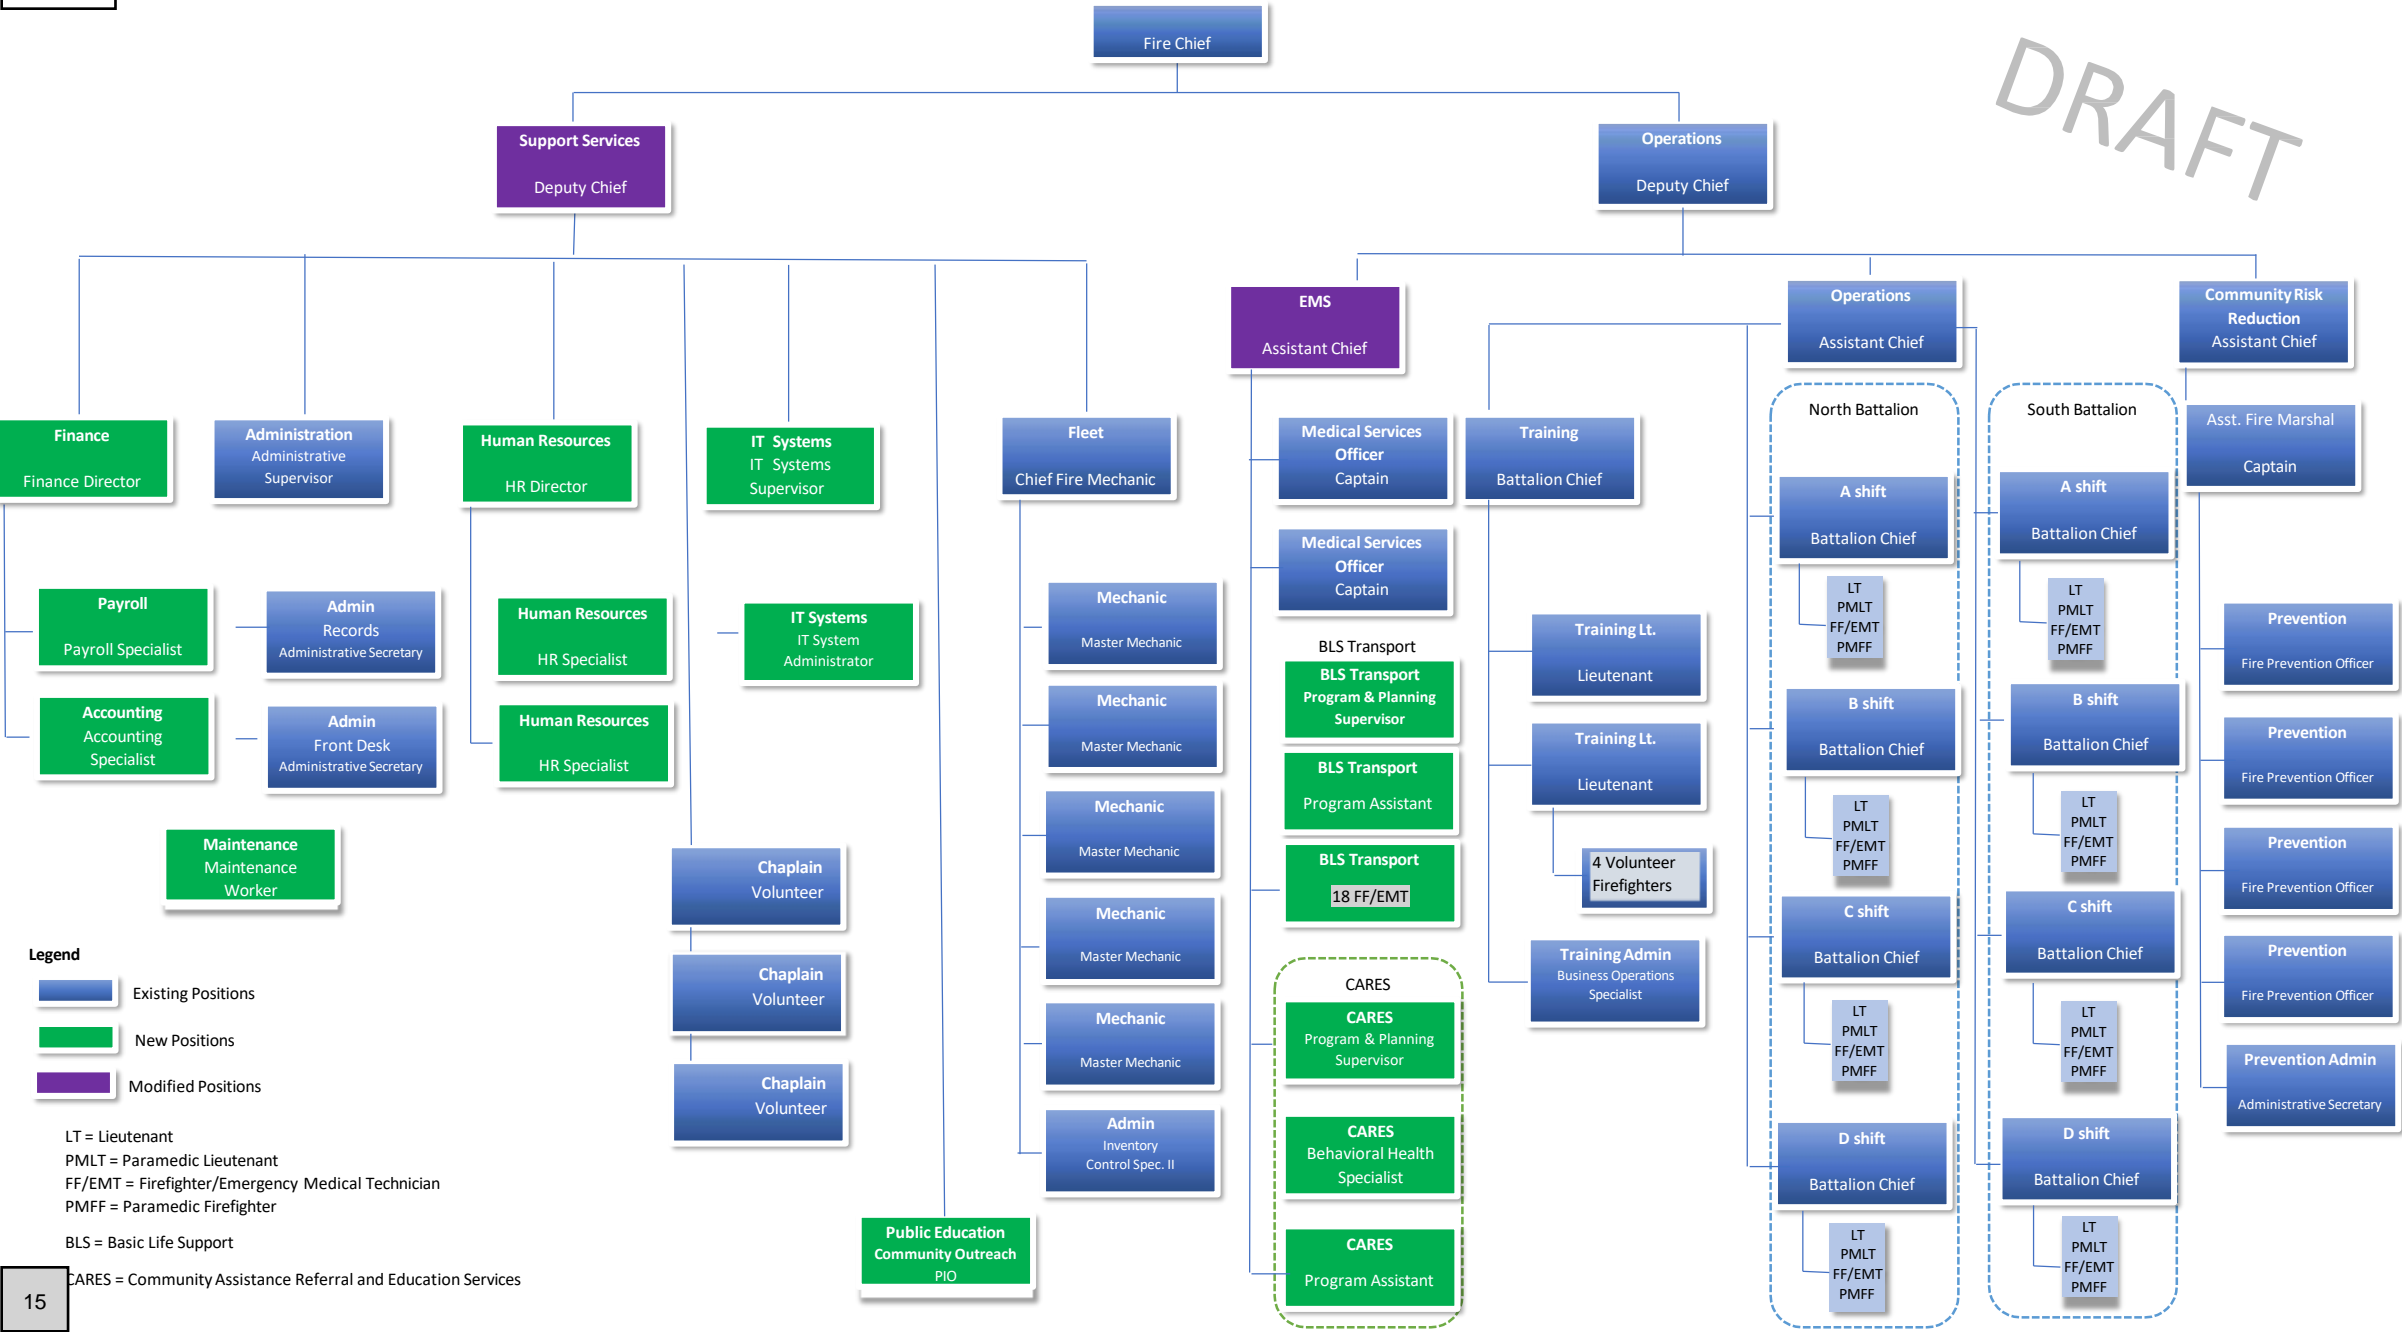 Fire Chief
DRAFT
Support Services
Deputy Chief
Operations
Deputy Chief
EMS
Assistant Chief
Operations
Assistant Chief
Community Risk
Reduction
Assistant Chief
Finance
Finance Director
Administration
Administrative
Supervisor
Human Resources
HR Director
IT Systems
IT Systems
Supervisor
Fleet
Chief Fire Mechanic
Payroll
Payroll Specialist
Accounting
Accounting
Specialist
Admin
Records
Administrative Secretary
Admin
Front Desk
Administrative Secretary
Maintenance
Maintenance
Worker
Human Resources
HR Specialist
Human Resources
HR Specialist
IT Systems
IT System
Administrator
Chaplain
Volunteer
Chaplain
Volunteer
Chaplain
Volunteer
Public Education
Community Outreach
PIO
Mechanic
Master Mechanic
Mechanic
Master Mechanic
Mechanic
Master Mechanic
Mechanic
Master Mechanic
Mechanic
Master Mechanic
Admin
Inventory
Control Spec. II
Medical Services
Officer
Captain
Medical Services
Officer
Captain
BLS Transport
BLS Transport
Program & Planning
Supervisor
BLS Transport
Program Assistant
BLS Transport
18 FF/EMT
CARES
CARES
Program & Planning
Supervisor
CARES
Behavioral Health
Specialist
CARES
Program Assistant
Training
Battalion Chief
Training Lt.
Lieutenant
Training Lt.
Lieutenant
4 Volunteer
Firefighters
Training Admin
Business Operations
Specialist
North Battalion
A shift
Battalion Chief
LT
PMLT
FF/EMT
PMFF
B shift
Battalion Chief
LT
PMLT
FF/EMT
PMFF
C shift
Battalion Chief
LT
PMLT
FF/EMT
PMFF
D shift
Battalion Chief
LT
PMLT
FF/EMT
PMFF
South Battalion
A shift
Battalion Chief
LT
PMLT
FF/EMT
PMFF
B shift
Battalion Chief
LT
PMLT
FF/EMT
PMFF
C shift
Battalion Chief
LT
PMLT
FF/EMT
PMFF
D shift
Battalion Chief
LT
PMLT
FF/EMT
PMFF
Asst. Fire Marshal
Captain
Prevention
Fire Prevention Officer
Prevention
Fire Prevention Officer
Prevention
Fire Prevention Officer
Prevention
Fire Prevention Officer
Prevention Admin
Administrative Secretary
Legend
Existing Positions
New Positions
Modified Positions
LT = Lieutenant
PMLT = Paramedic Lieutenant
FF/EMT = Firefighter/Emergency Medical Technician
PMFF = Paramedic Firefighter
BLS = Basic Life Support
CARES = Community Assistance Referral and Education Services
15